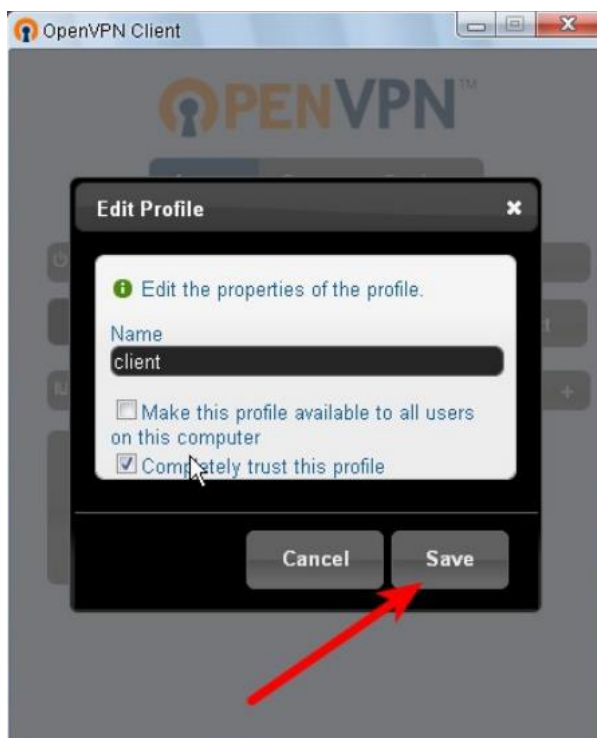 OpenVPN Client
OPENVPN™
Edit Profile
Edit the properties of the profile.
Name
client
Make this profile available to all users
on this computer
Completely trust this profile
Cancel
Save